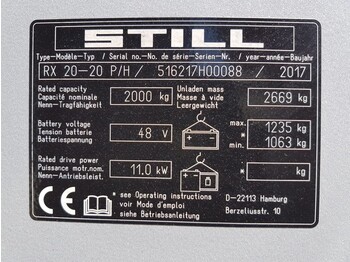 STILL
Type-Modèle-Typ / Serial no.-No. de série-Serien-Nr. / year-année-Baujahr
RX 20-20 P/H / 516217H00088 / 2017
Rated capacity
Capacité nominale
Nenn-Tragfähigkeit
2000 kg
Unladen mass
Masse à vide
Leergewicht
2669 kg
Battery voltage
Tension batterie
Batteriespannung
48 V
max. 1235 kg
*
min. 1063 kg
Rated drive power
Puissance motr.nom.
Nenn-Antriebsleist.
11.0 kW
* kg
CE
* see Operating instructions
voir Mode d'emploi
siehe Betriebsanleitung
D-22113 Hamburg
Berzeliusstr. 10